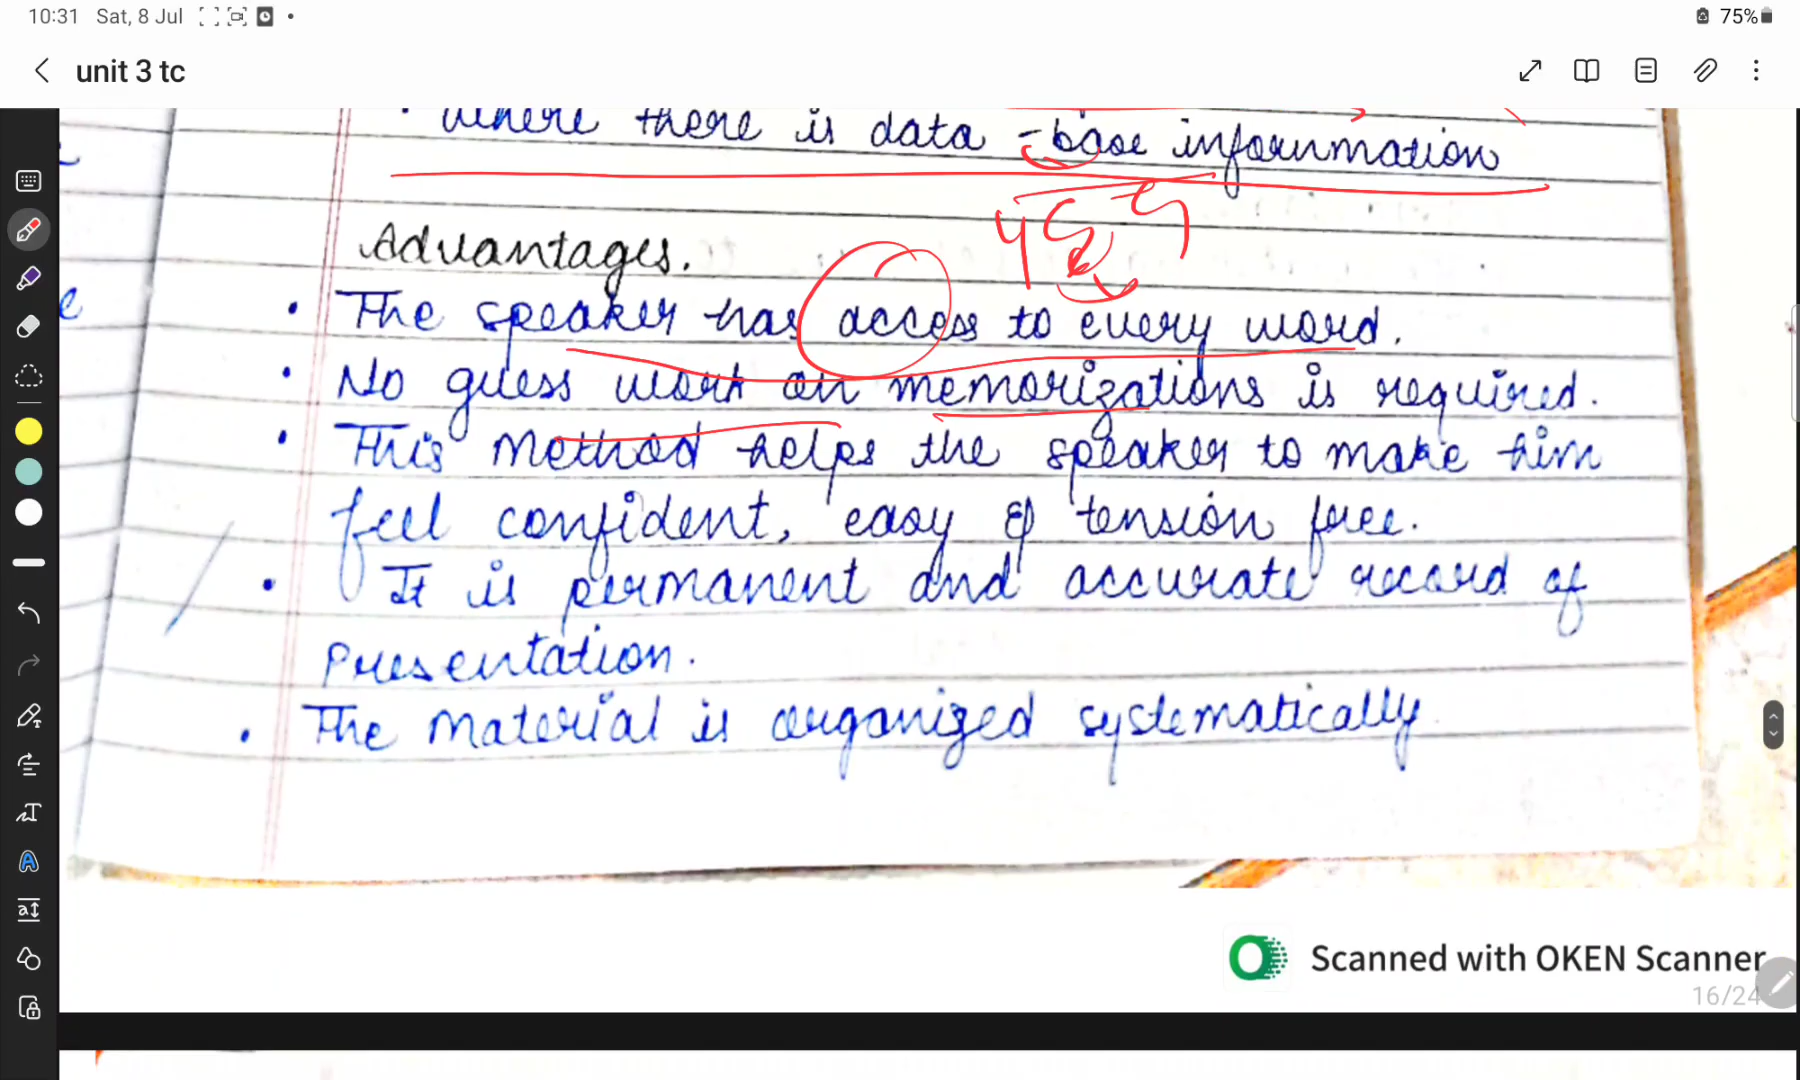 10:31 Sat, 8 Jul
75%
unit 3 tc
• where there is data - base information
Advantages.
• The speaker has access to every word.
• No guess work on memorizations is required.
• This method helps the speaker to make him
feel confident, easy & tension free.
• It is permanent and accurate record of
presentation.
• The material is organized systematically
Scanned with OKEN Scanner
16/24